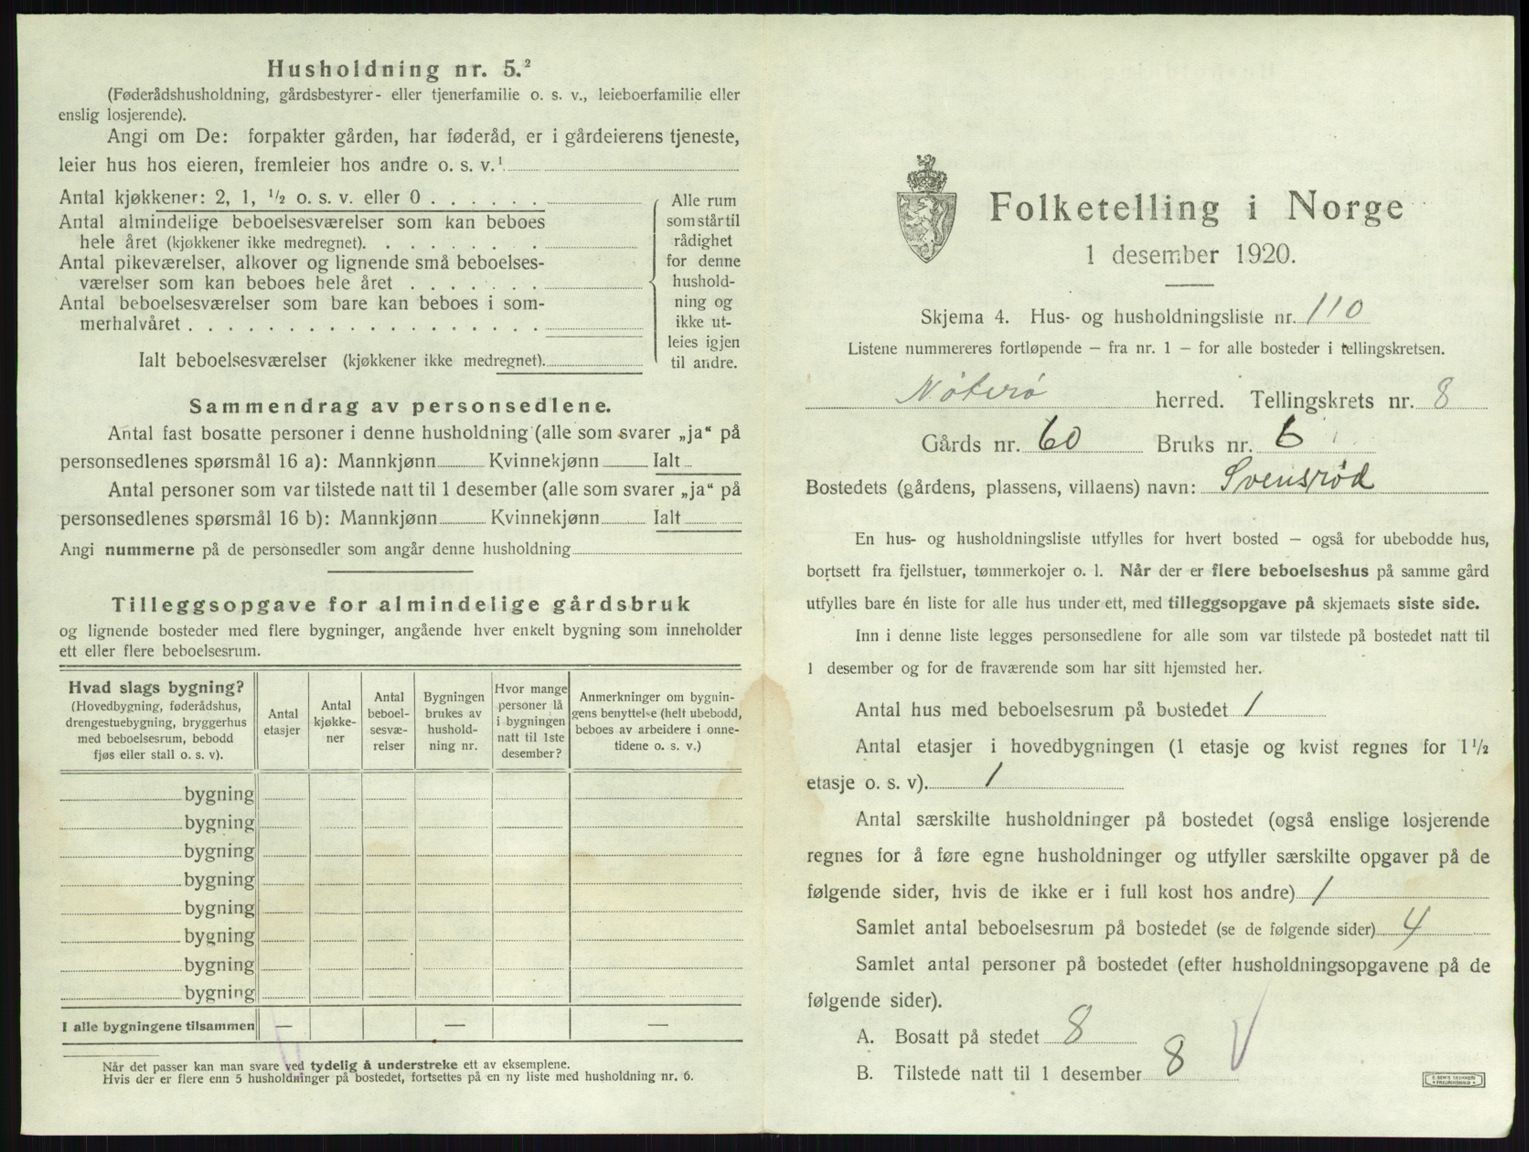 Husholdning nr. 5.²
(Føderådshusholdning, gårdsbestyrer- eller tjenerfamilie o. s. v., leieboerfamilie eller
enslig losjerende).
Angi om De: forpakter gården, har føderåd, er i gårdeierens tjeneste,
leier hus hos eieren, fremleier hos andre o. s. v.¹
Antal kjøkkener: 2, 1, ½ o. s. v. eller 0
Antal almindelige beboelsesværelser som kan beboes
hele året (kjøkkener ikke medregnet).
Antal pikeværelser, alkover og lignende små beboelses-
værelser som kan beboes hele året
Antal beboelsesværelser som bare kan beboes i som-
merhalvåret
Ialt beboelsesværelser (kjøkkener ikke medregnet).
Alle rum
som står til
rådighet
for denne
hushold-
ning og
ikke ut-
leies igjen
til andre.
Sammendrag av personsedlene.
Antal fast bosatte personer i denne husholdning (alle som svarer „ja“ på
personsedlenes spørsmål 16 a): Mannkjønn Kvinnekjønn Ialt
Antal personer som var tilstede natt til 1 desember (alle som svarer „ja“ på
personsedlenes spørsmål 16 b): Mannkjønn Kvinnekjønn Ialt
Angi nummerne på de personsedler som angår denne husholdning
Tilleggsopgave for almindelige gårdsbruk
og lignende bosteder med flere bygninger, angående hver enkelt bygning som inneholder
ett eller flere beboelsesrum.
Hvad slags bygning?
(Hovedbygning, føderådshus,
drengestuebygning, bryggerhus
med beboelsesrum, bebodd
fjøs eller stall o. s. v).
Antal
etasjer
Antal
kjøkke-
ner
Antal
beboel-
sesvæ-
relser
Bygningen
brukes av
hushold-
ning nr.
Hvor mange
personer lå
i bygningen
natt til 1ste
desember?
Anmerkninger om bygnin-
gens benyttelse (helt ubebodd,
beboes av arbeidere i onne-
tidene o. s. v.)
bygning
bygning
bygning
bygning
bygning
bygning
bygning
bygning
I alle bygningene tilsammen — — —
Når det passer kan man svare ved tydelig å understreke ett av eksemplene.
Hvis der er flere enn 5 husholdninger på bostedet, fortsettes på en ny liste med husholdning nr. 6.
Folketelling i Norge
1 desember 1920.
Skjema 4. Hus- og husholdningsliste nr. 110
Listene nummereres fortløpende — fra nr. 1 — for alle bosteder i tellingskretsen.
Nøterø herred. Tellingskrets nr. 8
Gårds nr. 60 Bruks nr. 6
Bostedets (gårdens, plassens, villaens) navn: Svensrød
En hus- og husholdningsliste utfylles for hvert bosted — også for ubebodde hus,
bortsett fra fjellstuer, tømmerkojer o. l. Når der er flere beboelseshus på samme gård
utfylles bare én liste for alle hus under ett, med tilleggsopgave på skjemaets siste side.
Inn i denne liste legges personsedlene for alle som var tilstede på bostedet natt til
1 desember og for de fraværende som har sitt hjemsted her.
Antal hus med beboelsesrum på bostedet 1
Antal etasjer i hovedbygningen (1 etasje og kvist regnes for 1½
etasje o. s. v). 1
Antal særskilte husholdninger på bostedet (også enslige losjerende
regnes for å føre egne husholdninger og utfyller særskilte opgaver på de
følgende sider, hvis de ikke er i full kost hos andre) 1
Samlet antal beboelsesrum på bostedet (se de følgende sider) 4
Samlet antal personer på bostedet (efter husholdningsopgavene på de
følgende sider).
A. Bosatt på stedet 8
B. Tilstede natt til 1 desember 8